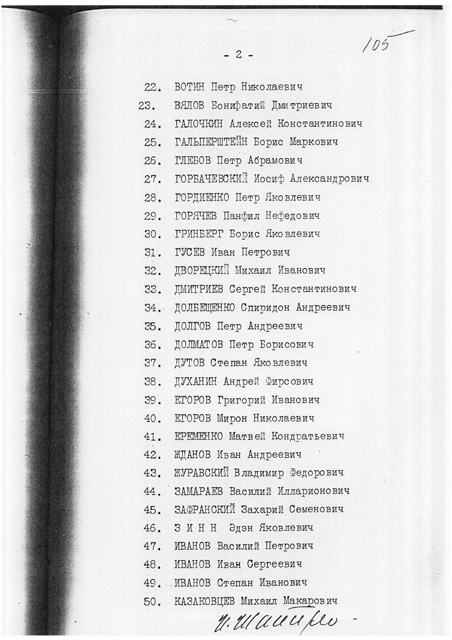 105
- 2 -
22. ВОТИН Петр Николаевич
23. ВЯЛОВ Бонифатий Дмитриевич
24. ГАЛОЧКИН Алексей Константинович
25. ГАЛЬПЕРШТЕЙН Борис Маркович
26. ГЛЕБОВ Петр Абрамович
27. ГОРБАЧЕВСКИЙ Иосиф Александрович
28. ГОРДИЕНКО Петр Яковлевич
29. ГОРЯЧЕВ Панфил Нефедович
30. ГРИНБЕРГ Борис Яковлевич
31. ГУСЕВ Иван Петрович
32. ДВОРЕЦКИЙ Михаил Иванович
33. ДМИТРИЕВ Сергей Константинович
34. ДОЛБЕЩЕНКО Спиридон Андреевич
35. ДОЛГОВ Петр Андреевич
36. ДОЛМАТОВ Петр Борисович
37. ДУТОВ Степан Яковлевич
38. ДУХАНИН Андрей Фирсович
39. ЕГОРОВ Григорий Иванович
40. ЕГОРОВ Мирон Николаевич
41. ЕРЕМЕНКО Матвей Кондратьевич
42. ЖДАНОВ Иван Андреевич
43. ЖУРАВСКИЙ Владимир Федорович
44. ЗАМАРАЕВ Василий Илларионович
45. ЗАФРАНСКИЙ Захарий Семенович
46. З И Н Н Эдэн Яковлевич
47. ИВАНОВ Василий Петрович
48. ИВАНОВ Иван Сергеевич
49. ИВАНОВ Степан Иванович
50. КАЗАКОВЦЕВ Михаил Макарович
И. Шапиро